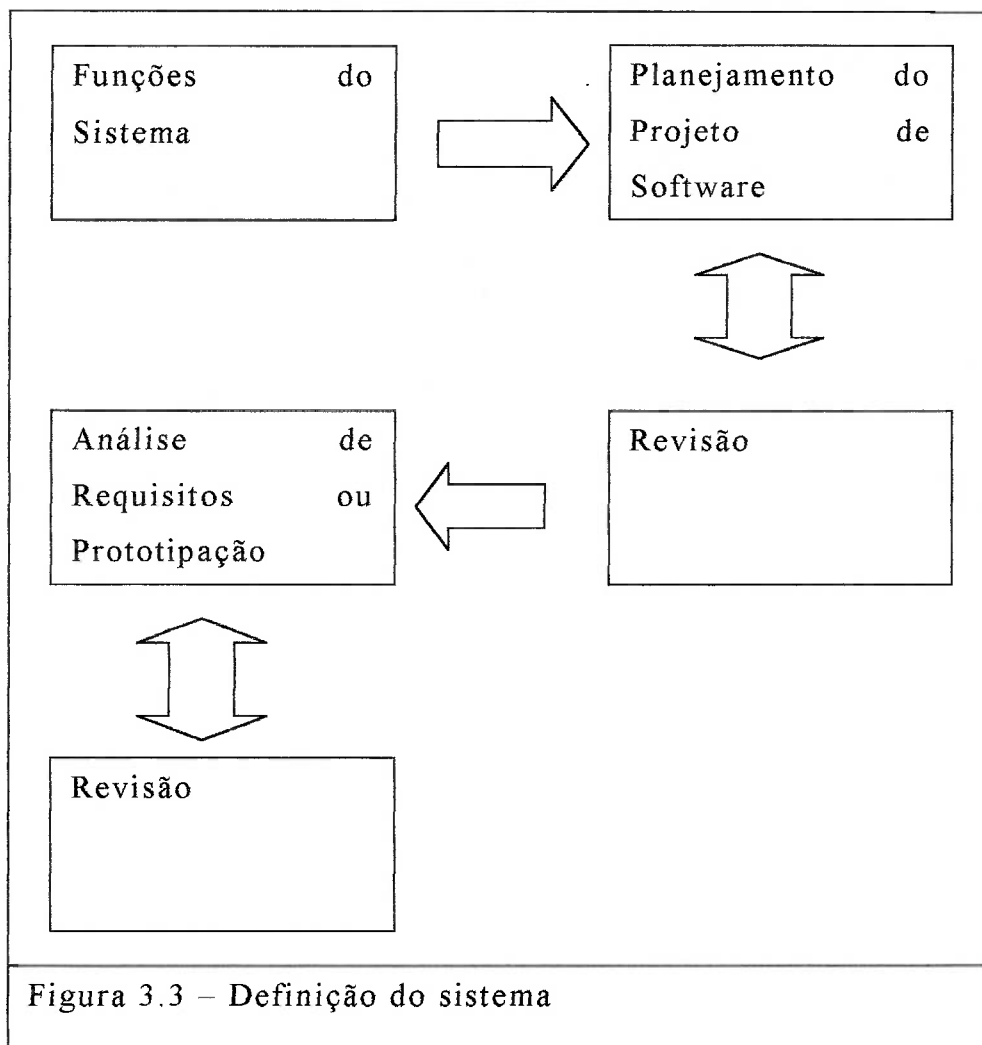 Funções do
Sistema
Planejamento do
Projeto de
Software
Análise de
Requisitos ou
Prototipação
Revisão
Revisão
Figura 3.3 – Definição do sistema